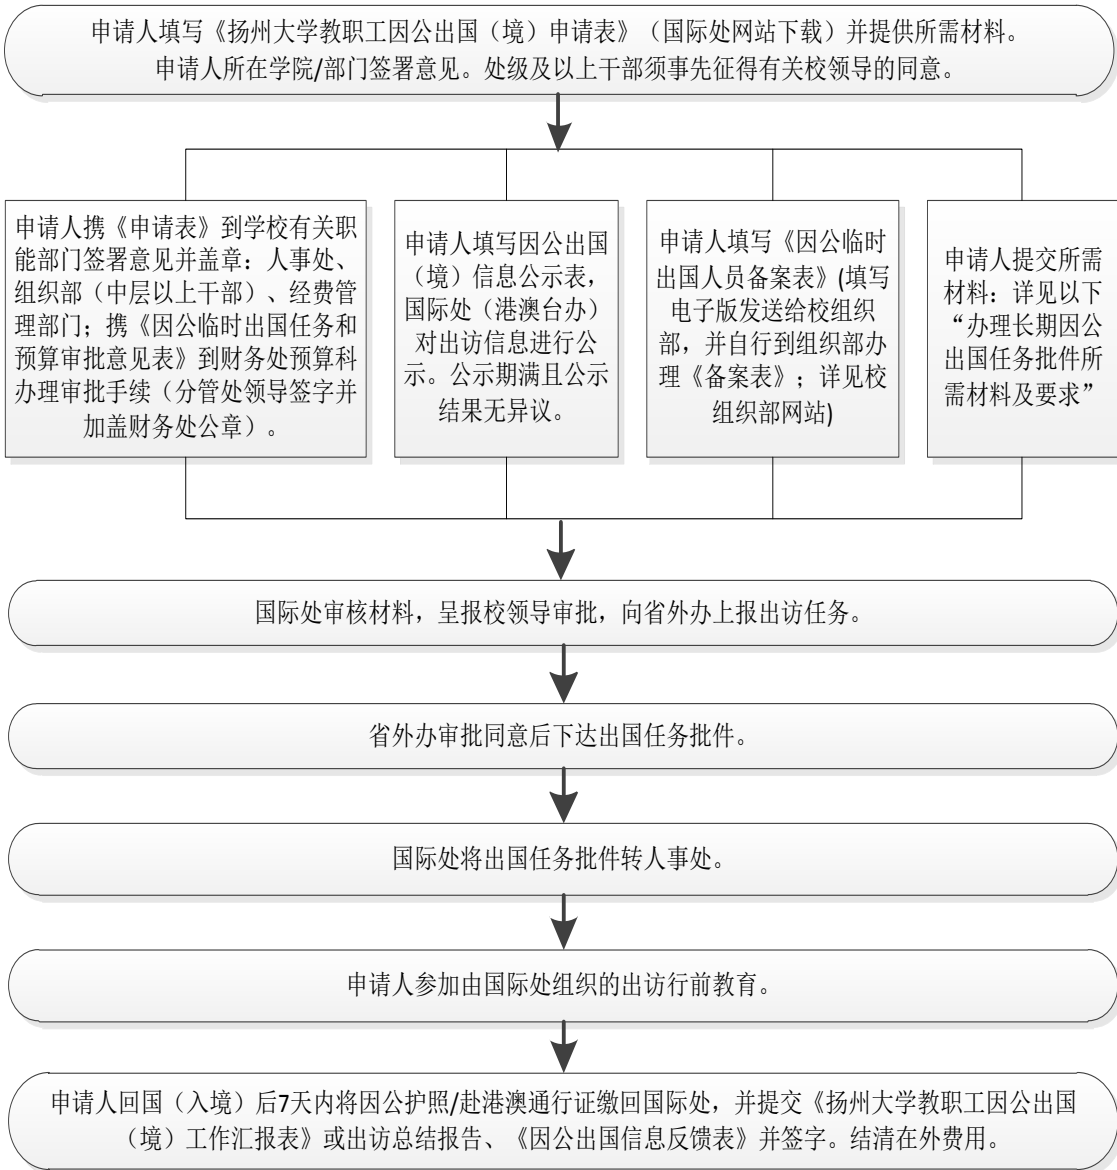 申请人填写《扬州大学教职工因公出国（境）申请表》（国际处网站下载）并提供所需材料。
申请人所在学院/部门签署意见。处级及以上干部须事先征得有关校领导的同意。
申请人携《申请表》到学校有关职
能部门签署意见并盖章：人事处、
组织部（中层以上干部）、经费管
理部门；携《因公临时出国任务和
预算审批意见表》到财务处预算科
办理审批手续（分管处领导签字并
加盖财务处公章）。
申请人填写因公出国
（境）信息公示表，
国际处（港澳台办）
对出访信息进行公
示。公示期满且公示
结果无异议。
申请人填写《因公临时
出国人员备案表》(填写
电子版发送给校组织
部，并自行到组织部办
理《备案表》；详见校
组织部网站)
申请人提交所需
材料：详见以下
“办理长期因公
出国任务批件所
需材料及要求”
国际处审核材料，呈报校领导审批，向省外办上报出访任务。
省外办审批同意后下达出国任务批件。
国际处将出国任务批件转人事处。
申请人参加由国际处组织的出访行前教育。
申请人回国（入境）后7天内将因公护照/赴港澳通行证缴回国际处，并提交《扬州大学教职工因公出国
（境）工作汇报表》或出访总结报告、《因公出国信息反馈表》并签字。结清在外费用。